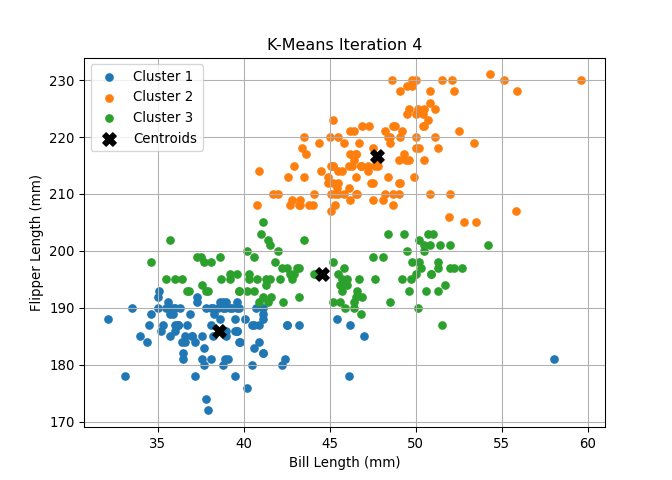 K-Means Iteration 4
Cluster 1
Cluster 2
Cluster 3
Centroids
Flipper Length (mm)
230
220
210
200
190
180
170
35 40 45 50 55 60
Bill Length (mm)